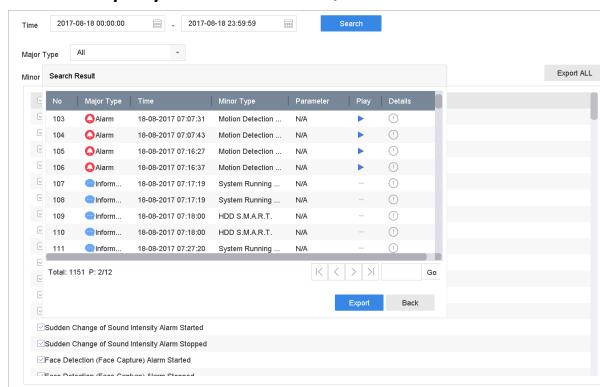 Time 2017-08-18 00:00:00 - 2017-08-18 23:59:59 Search
Major Type All
Minor Search Result Export ALL
No Major Type Time Minor Type Parameter Play Details
103 Alarm 18-08-2017 07:07:31 Motion Detection ... N/A
104 Alarm 18-08-2017 07:07:43 Motion Detection ... N/A
105 Alarm 18-08-2017 07:16:27 Motion Detection ... N/A
106 Alarm 18-08-2017 07:16:37 Motion Detection ... N/A
107 Inform... 18-08-2017 07:17:19 System Running ... N/A —
108 Inform... 18-08-2017 07:17:19 System Running ... N/A —
109 Inform... 18-08-2017 07:18:00 HDD S.M.A.R.T. N/A —
110 Inform... 18-08-2017 07:18:00 HDD S.M.A.R.T. N/A —
111 Inform... 18-08-2017 07:27:20 System Running ... N/A —
Total: 1151 P: 2/12 Go
Export Back
Sudden Change of Sound Intensity Alarm Started
Sudden Change of Sound Intensity Alarm Stopped
Face Detection (Face Capture) Alarm Started
Face Detection (Face Capture) Alarm Stopped